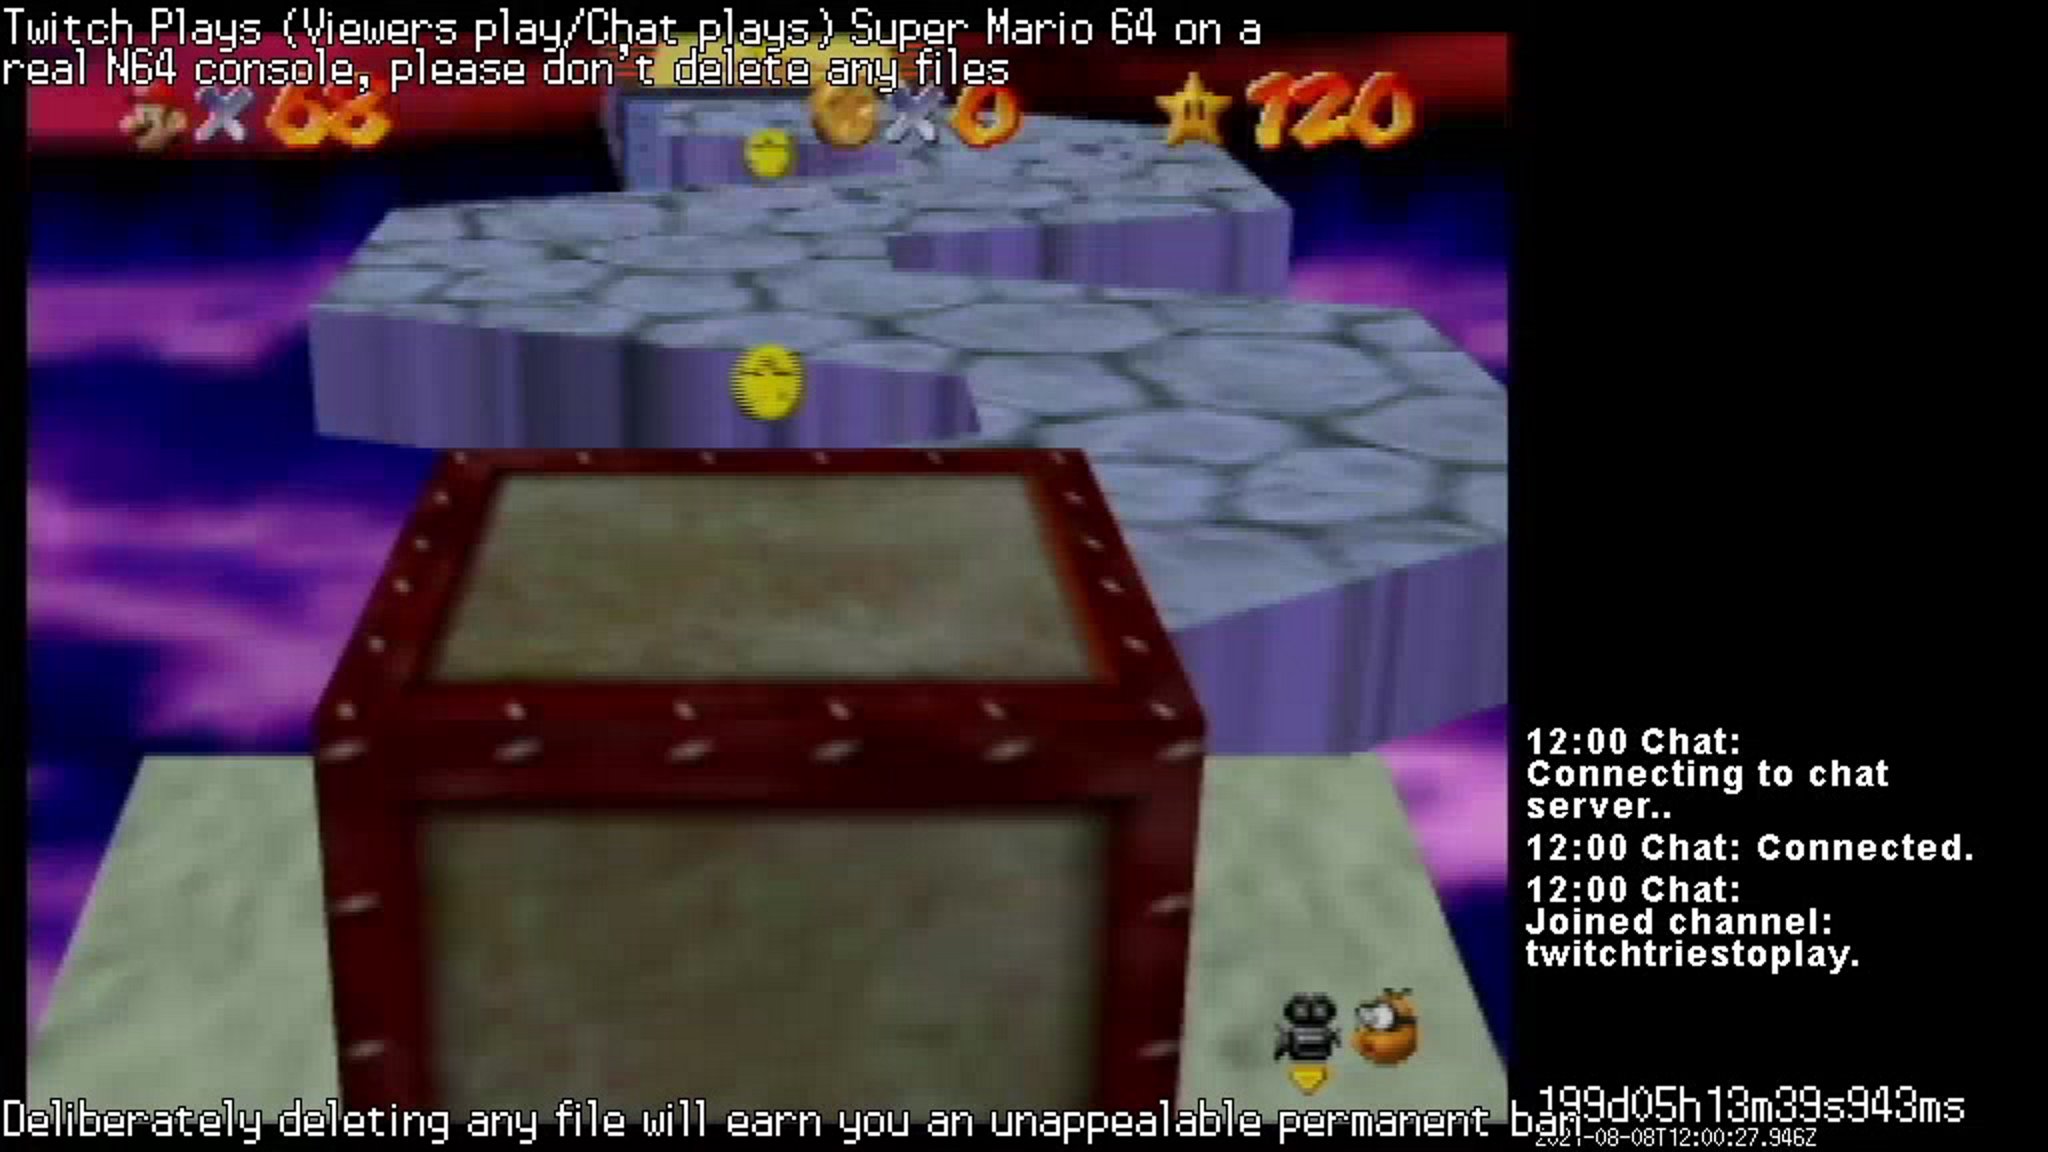 Twitch Plays (Viewers play/Chat plays) Super Mario 64 on a
real N64 console, please don't delete any files
x 66
x 0
120
12:00 Chat:
Connecting to chat
server..
12:00 Chat: Connected.
12:00 Chat:
Joined channel:
twitchtriestoplay.
199d05h13m39s943ms
Deliberately deleting any file will earn you an unappealable permanent ban
2021-08-08T12:00:27.946Z